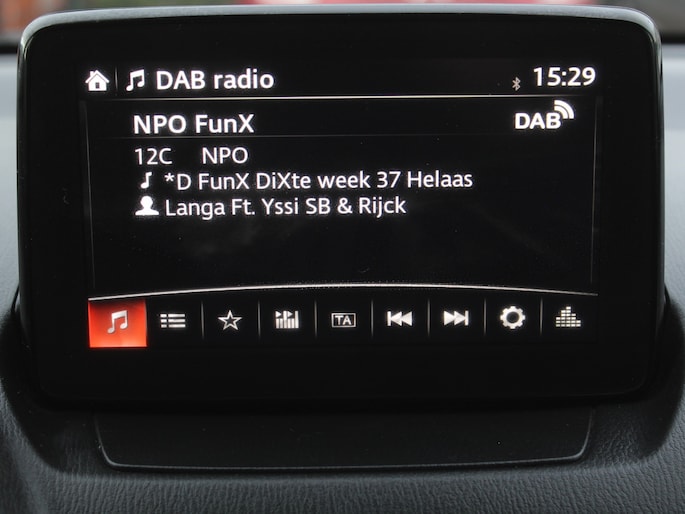 DAB radio 15:29
NPO FunX DAB
12C NPO
*D FunX DiXte week 37 Helaas
Langa Ft. Yssi SB & Rijck
TA